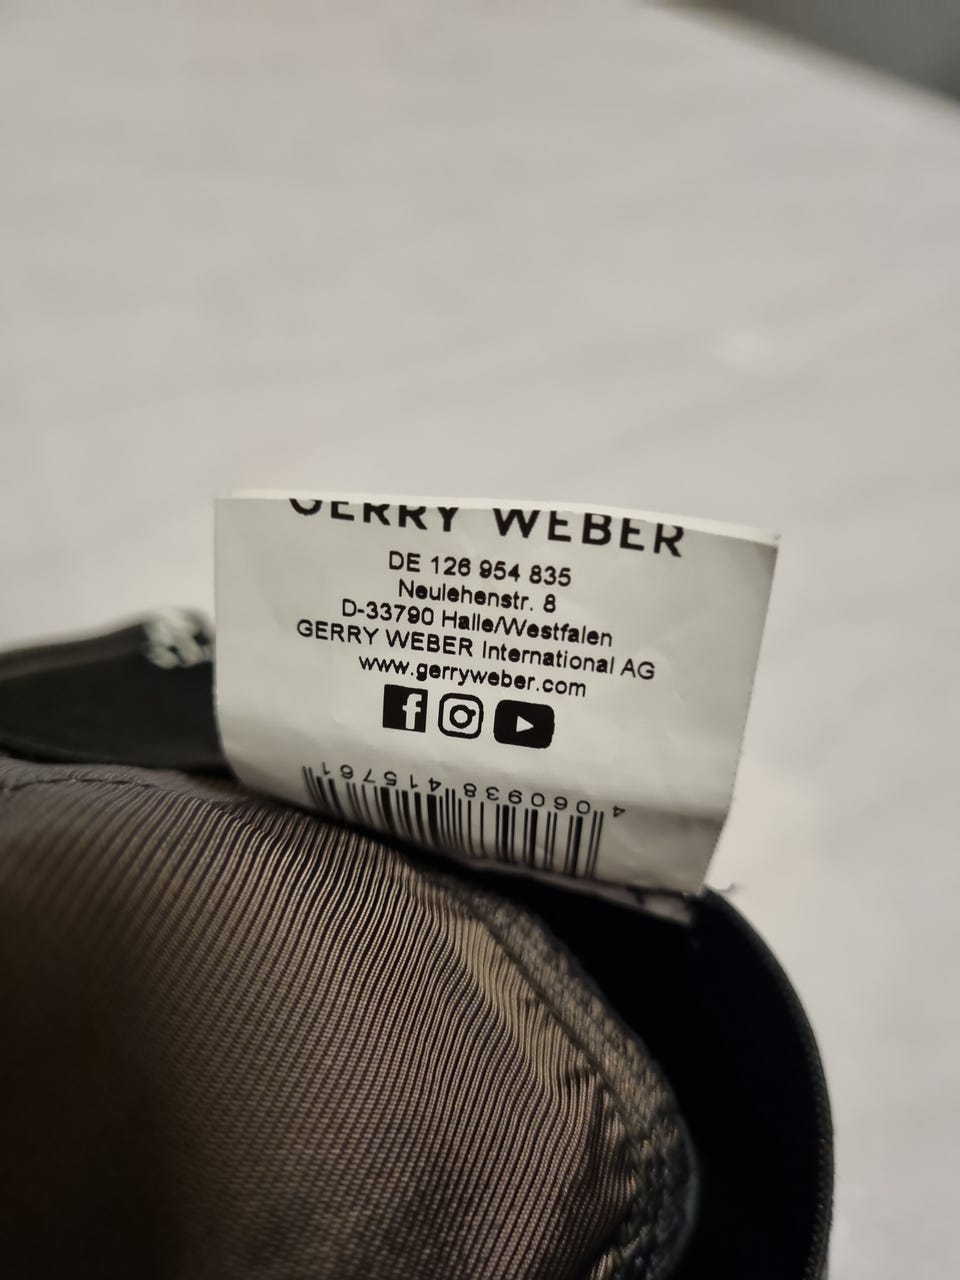 GERRY WEBER
DE 126 954 835
Neulehenstr. 8
D-33790 Halle/Westfalen
GERRY WEBER International AG
www.gerryweber.com
4 060938 415761